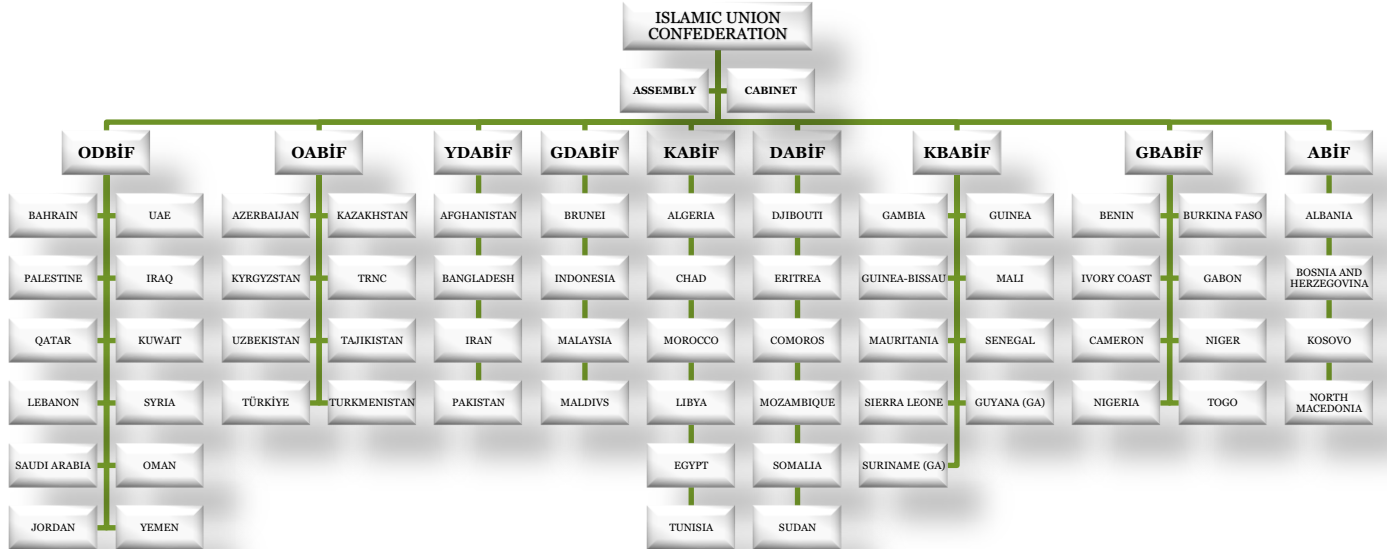 ISLAMIC UNION
CONFEDERATION
ASSEMBLY
CABINET
ODBİF
OABİF
YDABİF
GDABİF
KABİF
DABİF
KBABİF
GBABİF
ABİF
BAHRAIN
UAE
PALESTINE
IRAQ
QATAR
KUWAIT
LEBANON
SYRIA
SAUDI ARABIA
OMAN
JORDAN
YEMEN
AZERBAIJAN
KAZAKHSTAN
KYRGYZSTAN
TRNC
UZBEKISTAN
TAJIKISTAN
TÜRKİYE
TURKMENISTAN
AFGHANISTAN
BANGLADESH
IRAN
PAKISTAN
BRUNEI
INDONESIA
MALAYSIA
MALDIVS
ALGERIA
CHAD
MOROCCO
LIBYA
EGYPT
TUNISIA
DJIBOUTI
ERITREA
COMOROS
MOZAMBIQUE
SOMALIA
SUDAN
GAMBIA
GUINEA
GUINEA-BISSAU
MALI
MAURITANIA
SENEGAL
SIERRA LEONE
GUYANA (GA)
SURINAME (GA)
BENIN
BURKINA FASO
IVORY COAST
GABON
CAMERON
NIGER
NIGERIA
TOGO
ALBANIA
BOSNIA AND
HERZEGOVINA
KOSOVO
NORTH
MACEDONIA